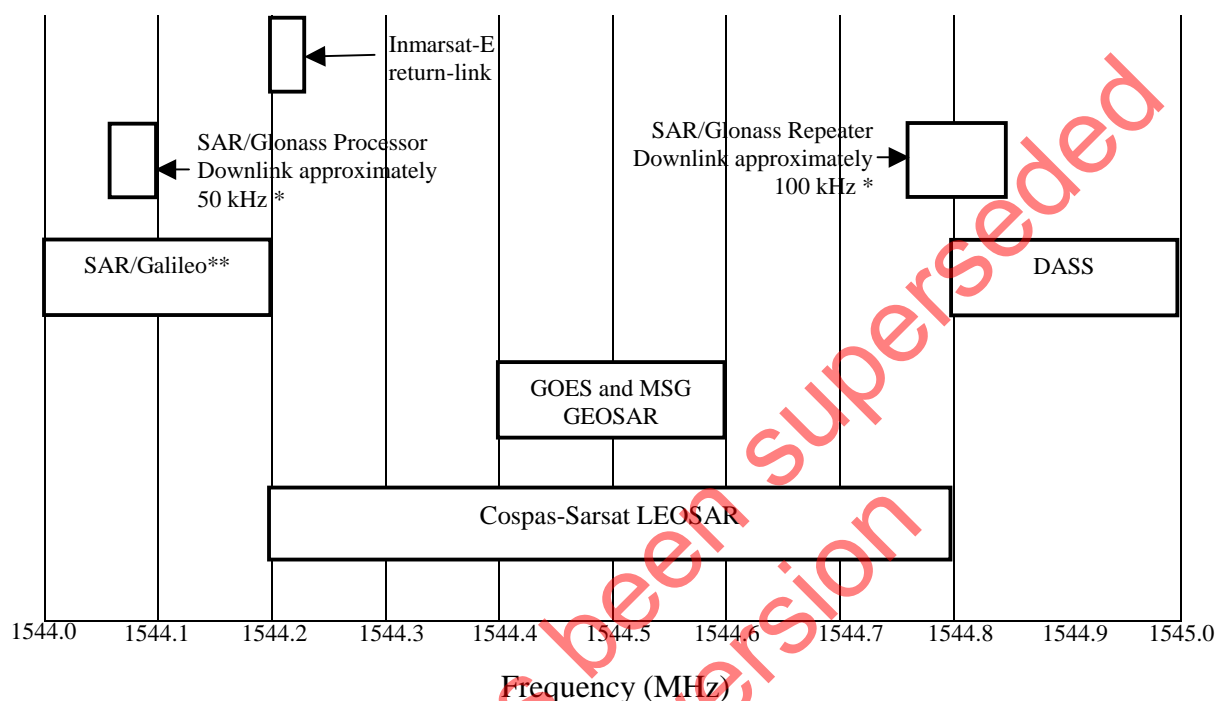 Inmarsat-E
return-link
SAR/Glonass Processor
Downlink approximately
50 kHz *
SAR/Glonass Repeater
Downlink approximately
100 kHz *
SAR/Galileo**
DASS
GOES and MSG
GEOSAR
Cospas-Sarsat LEOSAR
1544.0 1544.1 1544.2 1544.3 1544.4 1544.5 1544.6 1544.7 1544.8 1544.9 1545.0
Frequency (MHz)
been superseded
version